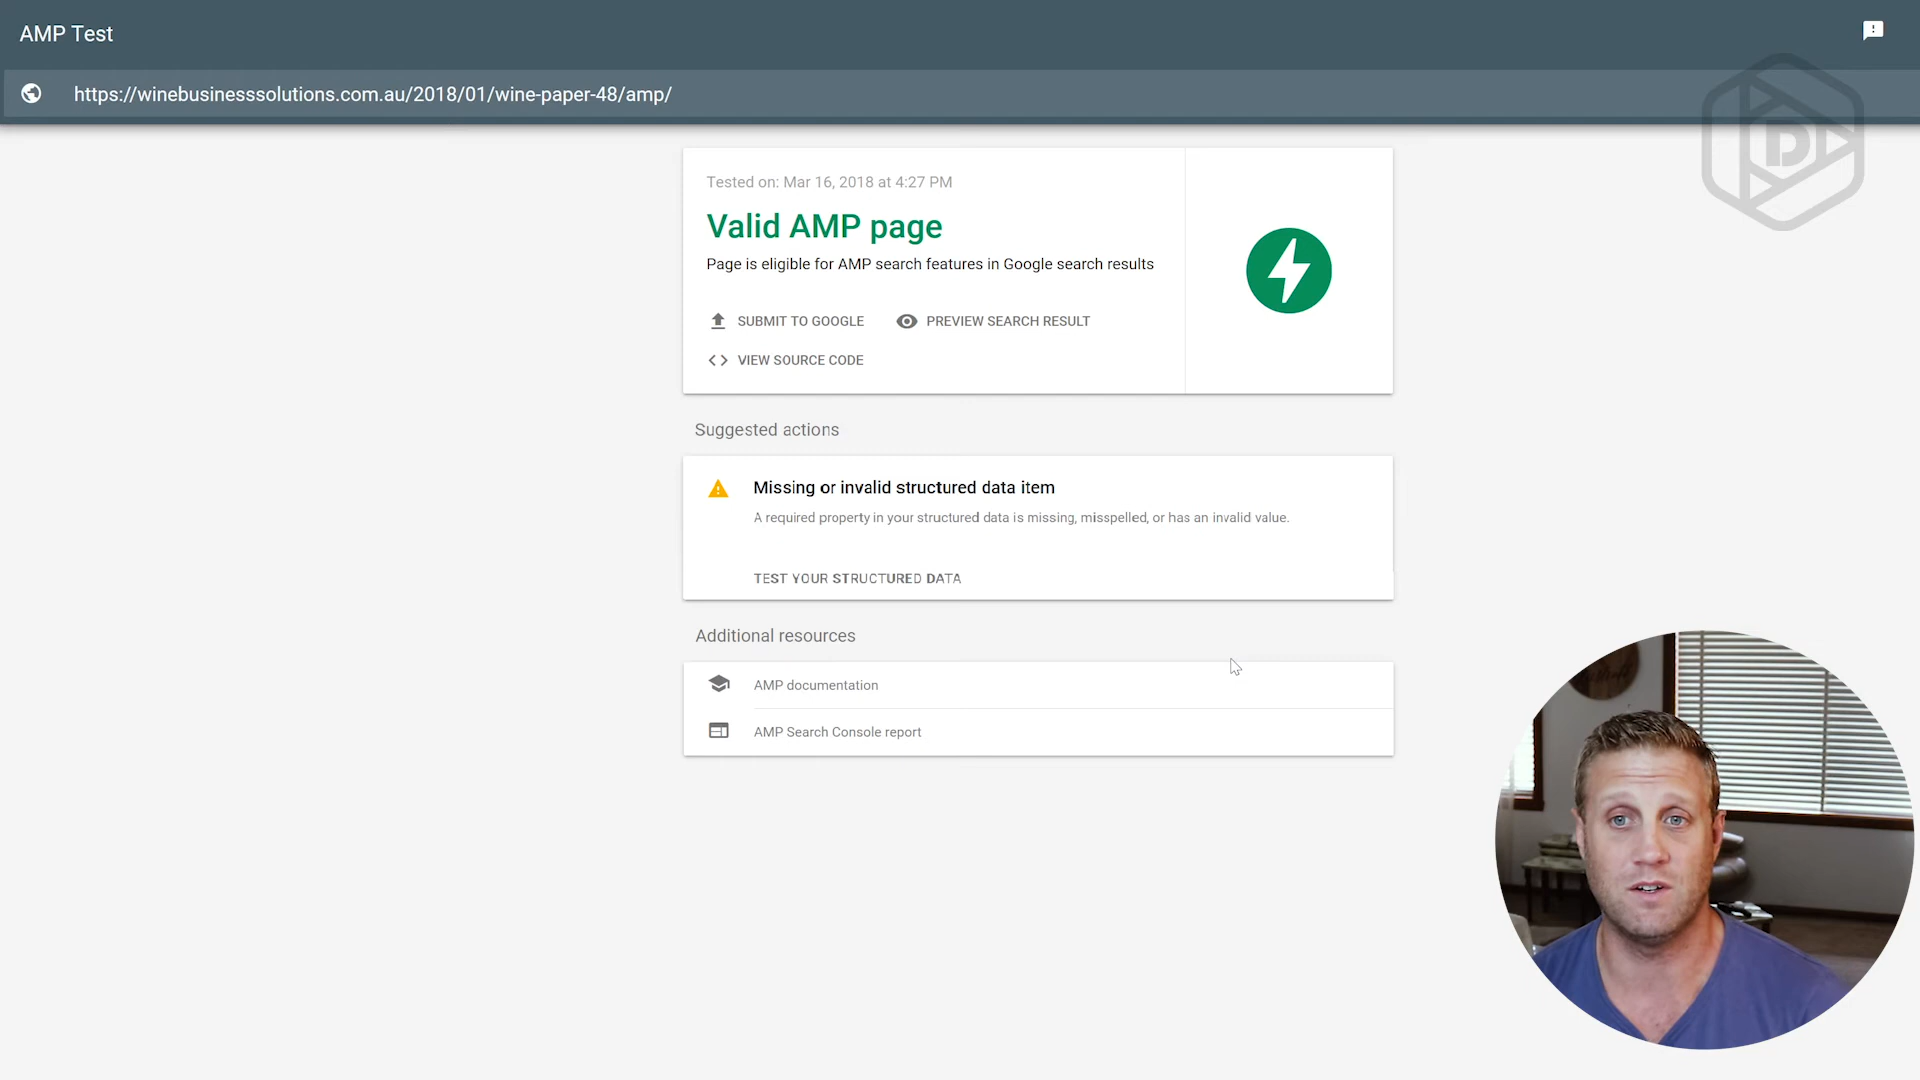 AMP Test
https://winebusinesssolutions.com.au/2018/01/wine-paper-48/amp/
D
Tested on: Mar 16, 2018 at 4:27 PM
Valid AMP page
Page is eligible for AMP search features in Google search results
SUBMIT TO GOOGLE
PREVIEW SEARCH RESULT
VIEW SOURCE CODE
Suggested actions
Missing or invalid structured data item
A required property in your structured data is missing, misspelled, or has an invalid value.
TEST YOUR STRUCTURED DATA
Additional resources
AMP documentation
AMP Search Console report